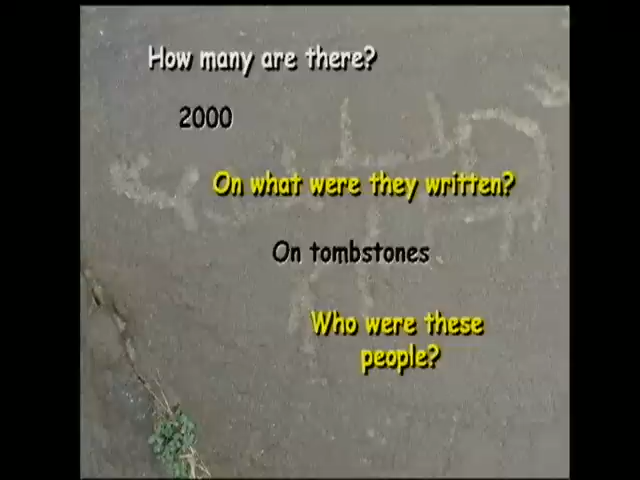 How many are there?
2000
On what were they written?
On tombstones
Who were these
people?